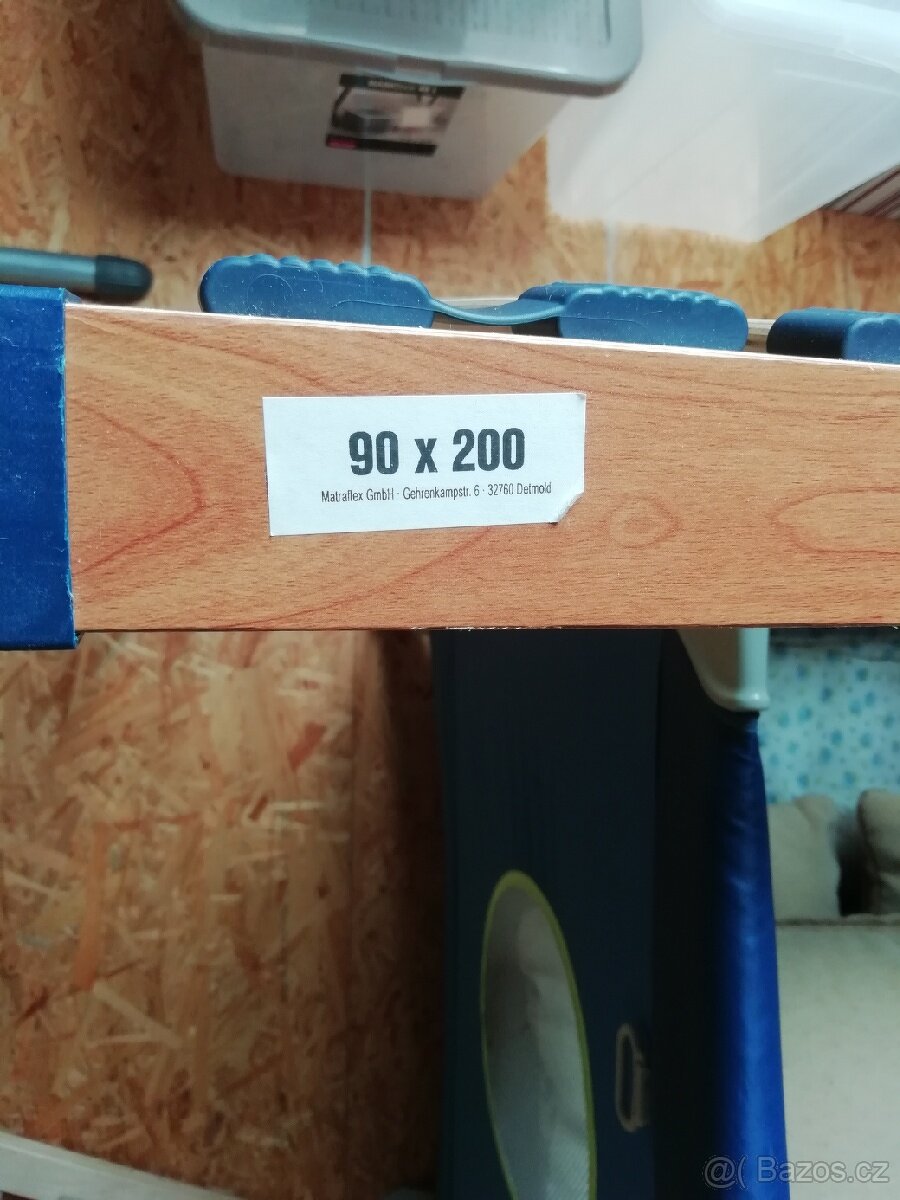 90 x 200
Matraflex GmbH · Gehrenkampstr. 6 · 32760 Detmold
@( Bazos.cz